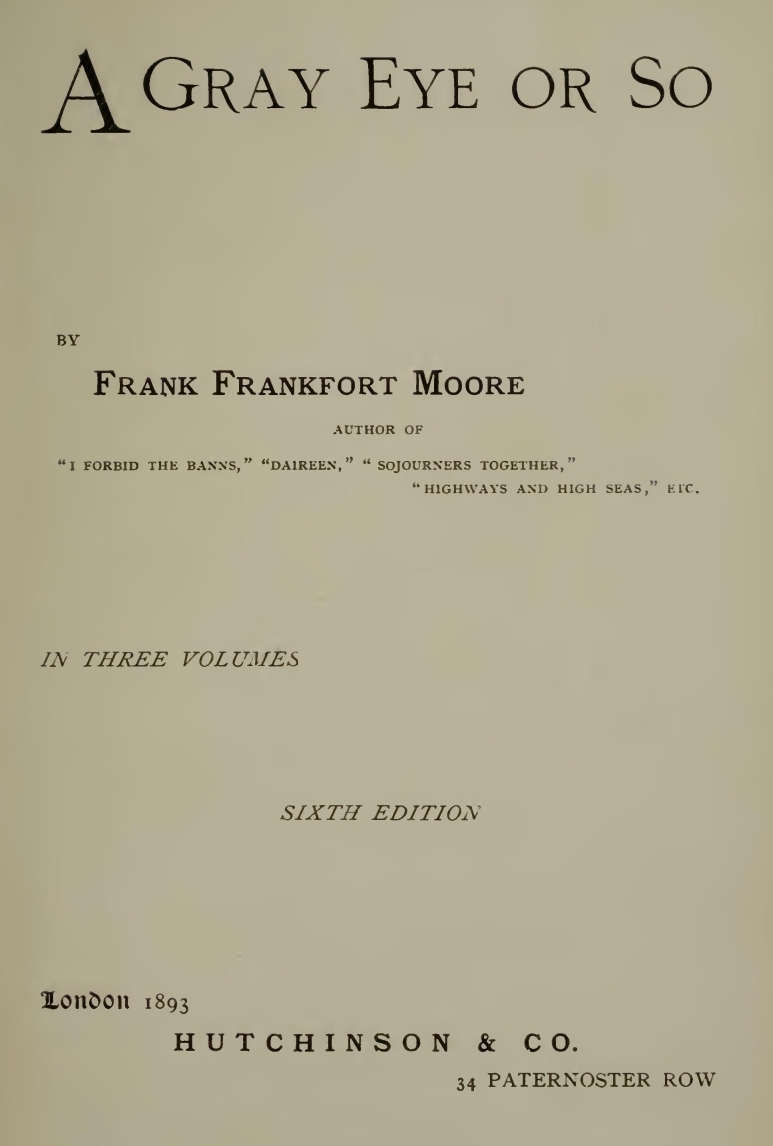 A GRAY EYE OR SO
BY
FRANK FRANKFORT MOORE
AUTHOR OF
"I FORBID THE BANNS," "DAIREEN," "SOJOURNERS TOGETHER,"
"HIGHWAYS AND HIGH SEAS," ETC.
IN THREE VOLUMES
SIXTH EDITION
London 1893
HUTCHINSON & CO.
34 PATERNOSTER ROW